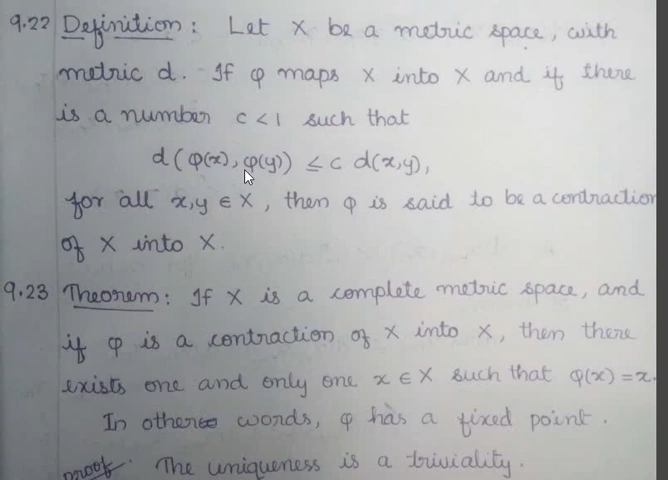 9.22 Definition: Let X be a metric space, with
metric d. If φ maps X into X and if there
is a number c < 1 such that
d(φ(x), φ(y)) ≤ c d(x,y),
for all x,y ∈ X, then φ is said to be a contraction
of X into X.
9.23 Theorem: If X is a complete metric space, and
if φ is a contraction of X into X, then there
exists one and only one x ∈ X such that φ(x) = x.
In other words, φ has a fixed point.
proof. The uniqueness is a triviality.